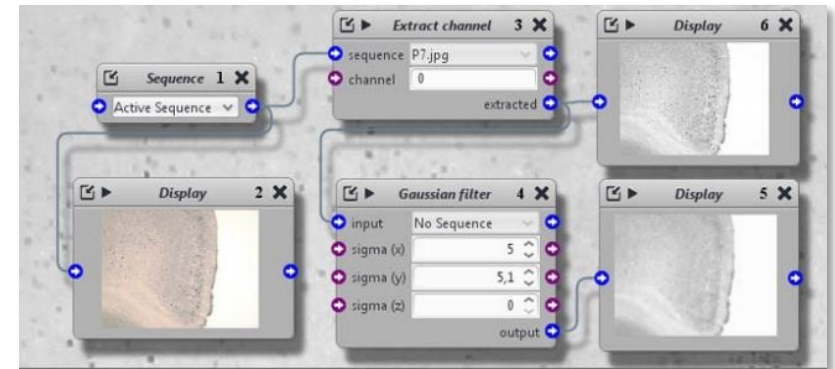 Sequence 1
Active Sequence
Display 2
Extract channel 3
sequence P7.jpg
channel 0
extracted
Gaussian filter 4
input No Sequence
sigma (x) 5
sigma (y) 5,1
sigma (z) 0
output
Display 6
Display 5